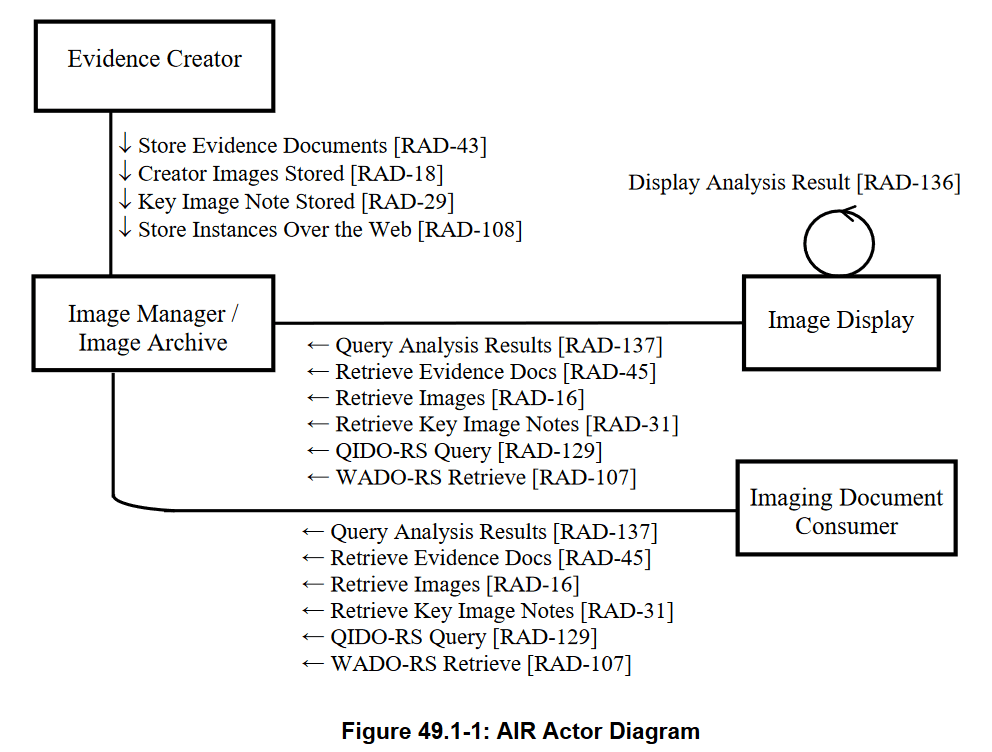 Evidence Creator
↓ Store Evidence Documents [RAD-43]
↓ Creator Images Stored [RAD-18]
↓ Key Image Note Stored [RAD-29]
↓ Store Instances Over the Web [RAD-108]
Display Analysis Result [RAD-136]
Image Manager /
Image Archive
Image Display
← Query Analysis Results [RAD-137]
← Retrieve Evidence Docs [RAD-45]
← Retrieve Images [RAD-16]
← Retrieve Key Image Notes [RAD-31]
← QIDO-RS Query [RAD-129]
← WADO-RS Retrieve [RAD-107]
Imaging Document
Consumer
← Query Analysis Results [RAD-137]
← Retrieve Evidence Docs [RAD-45]
← Retrieve Images [RAD-16]
← Retrieve Key Image Notes [RAD-31]
← QIDO-RS Query [RAD-129]
← WADO-RS Retrieve [RAD-107]
Figure 49.1-1: AIR Actor Diagram